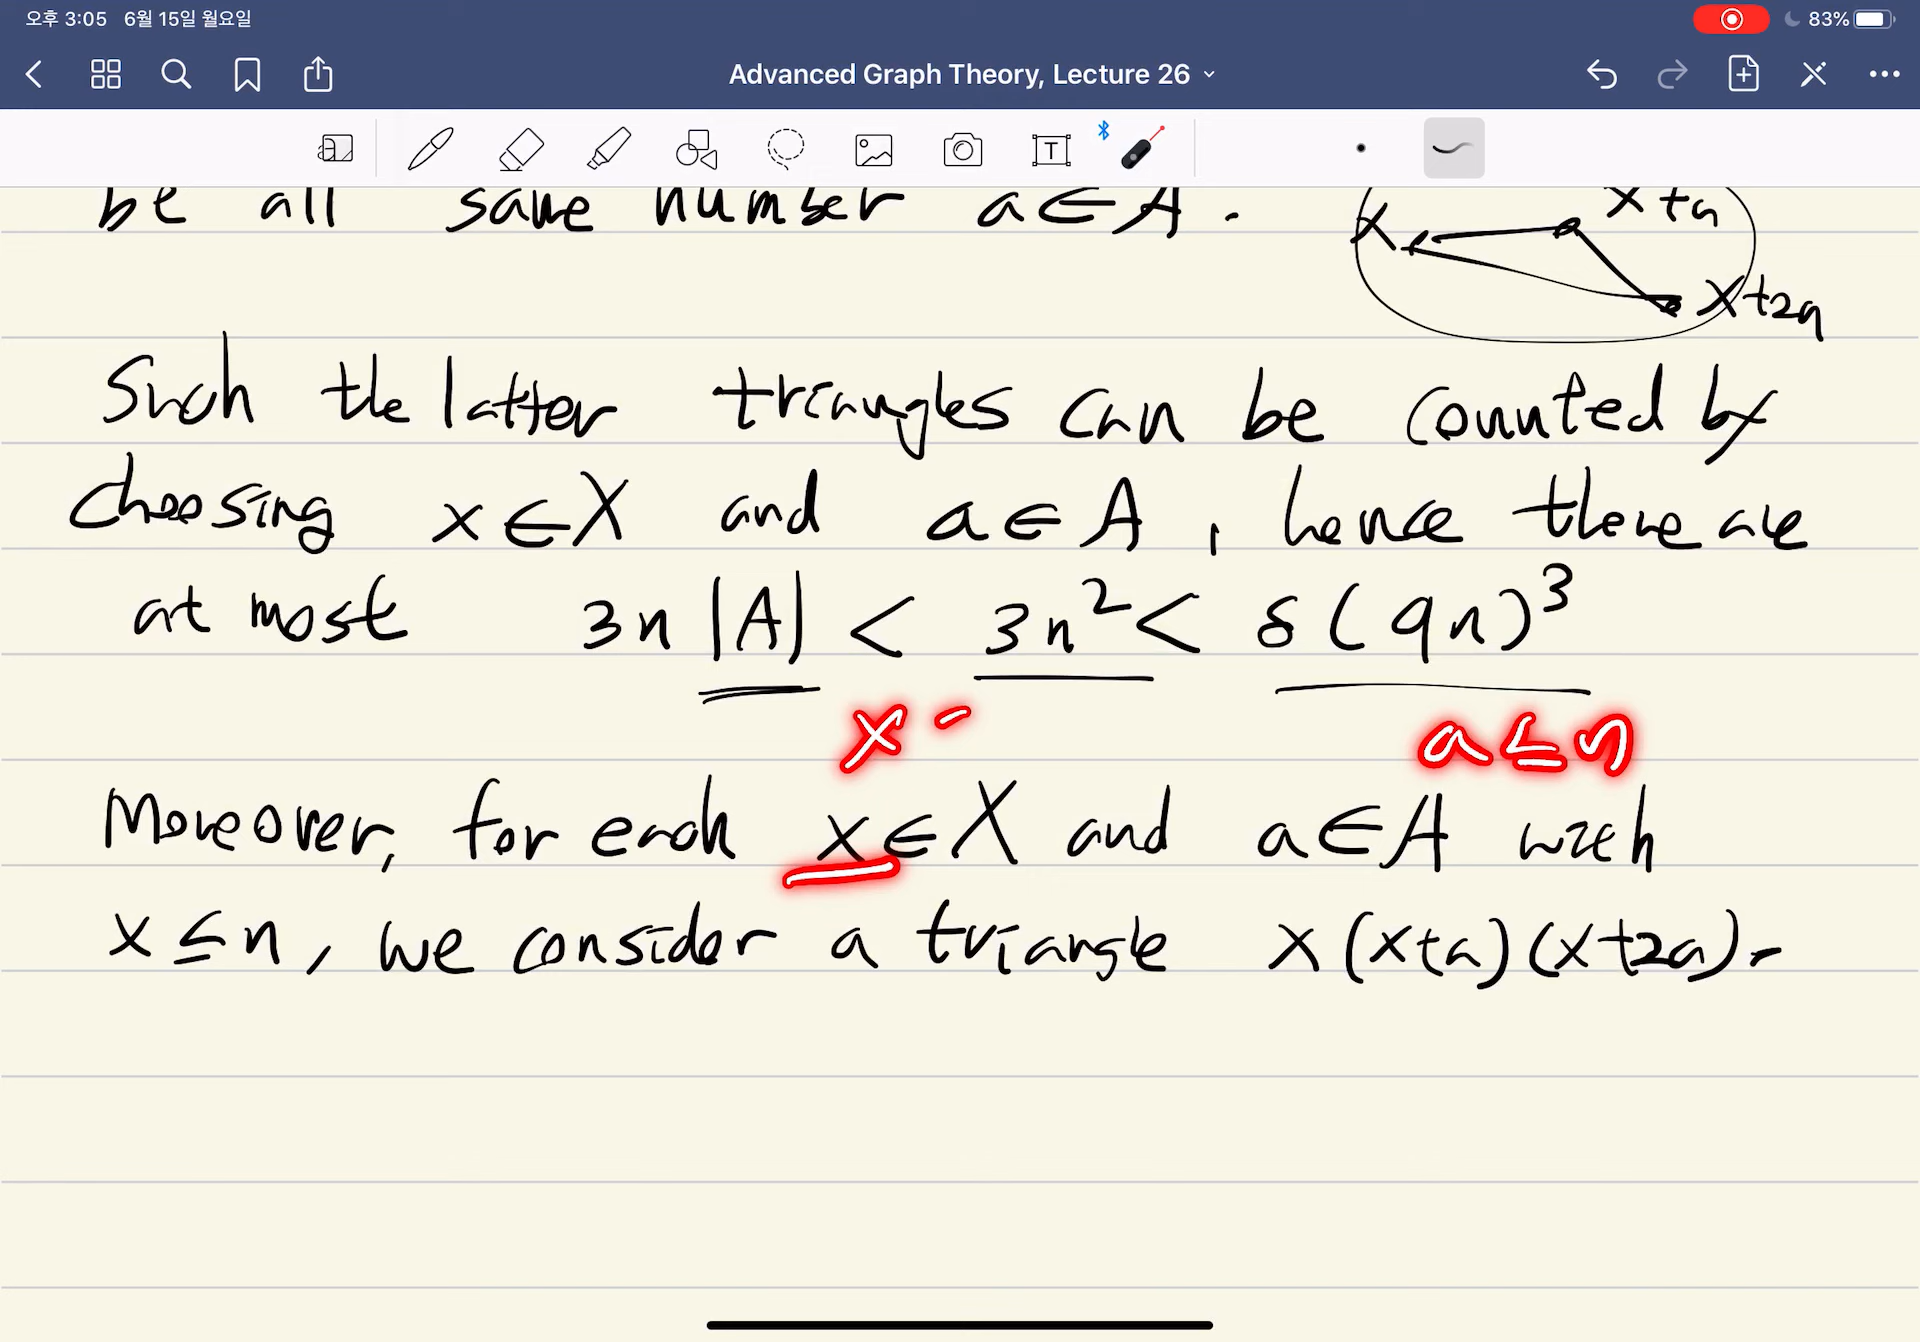 오후 3:05 6월 15일 월요일
83%
Advanced Graph Theory, Lecture 26
be all same number a∈A.
x
x+a
x+2a
Such the latter triangles can be counted by
choosing x∈X and a∈A, hence there are
at most 3n|A| < 3n² < δ(9n)³
x
a≤n
Moreover, for each x∈X and a∈A with
x≤n, we consider a triangle x(x+a)(x+2a).